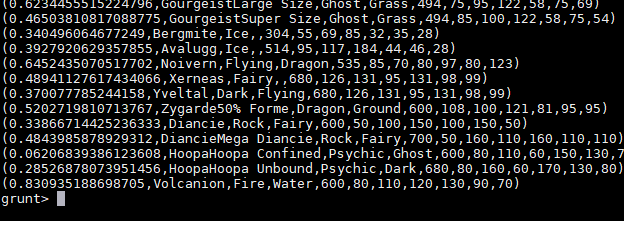 (0.6234455515224796,GourgeistLarge Size,Ghost,Grass,494,75,95,122,58,75,69)
(0.46503810817088775,GourgeistSuper Size,Ghost,Grass,494,85,100,122,58,75,54)
(0.340496064677249,Bergmite,Ice,,304,55,69,85,32,35,28)
(0.3927920629357855,Avalugg,Ice,,514,95,117,184,44,46,28)
(0.6452435070517702,Noivern,Flying,Dragon,535,85,70,80,97,80,123)
(0.48941127617434066,Xerneas,Fairy,,680,126,131,95,131,98,99)
(0.370077785244158,Yveltal,Dark,Flying,680,126,131,95,131,98,99)
(0.5202719810713767,Zygarde50% Forme,Dragon,Ground,600,108,100,121,81,95,95)
(0.33866714425236333,Diancie,Rock,Fairy,600,50,100,150,100,150,50)
(0.4843985878929312,DiancieMega Diancie,Rock,Fairy,700,50,160,110,160,110,110)
(0.06206839386123608,HoopaHoopa Confined,Psychic,Ghost,600,80,110,60,150,130,7
(0.28526878073951456,HoopaHoopa Unbound,Psychic,Dark,680,80,160,60,170,130,80)
(0.830935188698705,Volcanion,Fire,Water,600,80,110,120,130,90,70)
grunt>